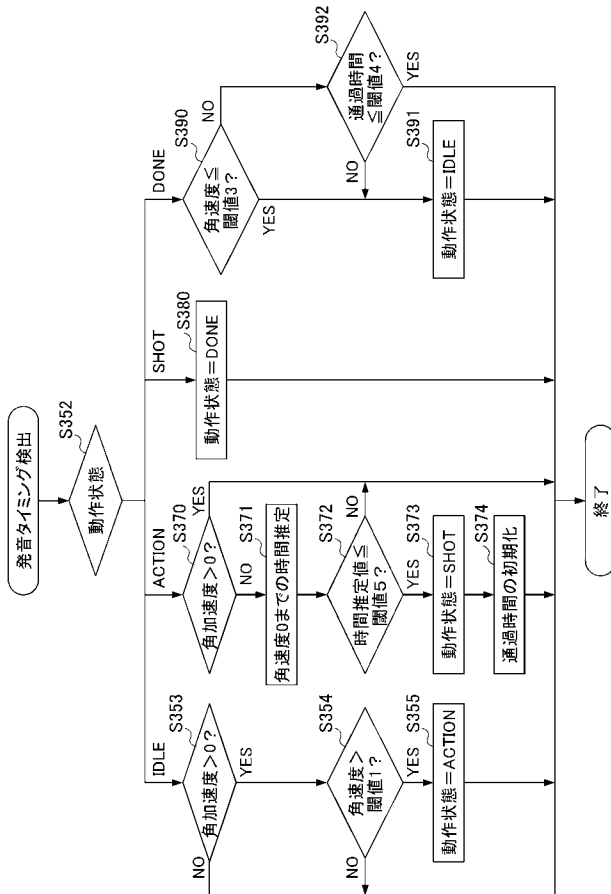 発音タイミング検出
S352
動作状態
IDLE
S353
角加速度>0?
NO
YES
S354
角速度>
閾値1?
NO
YES
S355
動作状態=ACTION
ACTION
S370
角加速度>0?
YES
NO
S371
角速度0までの時間推定
S372
時間推定値≦
閾値5?
NO
YES
S373
動作状態=SHOT
S374
通過時間の初期化
SHOT
S380
動作状態=DONE
DONE
S390
角速度≦
閾値3?
NO
YES
S392
通過時間
≦閾値4?
NO
YES
S391
動作状態=IDLE
終了